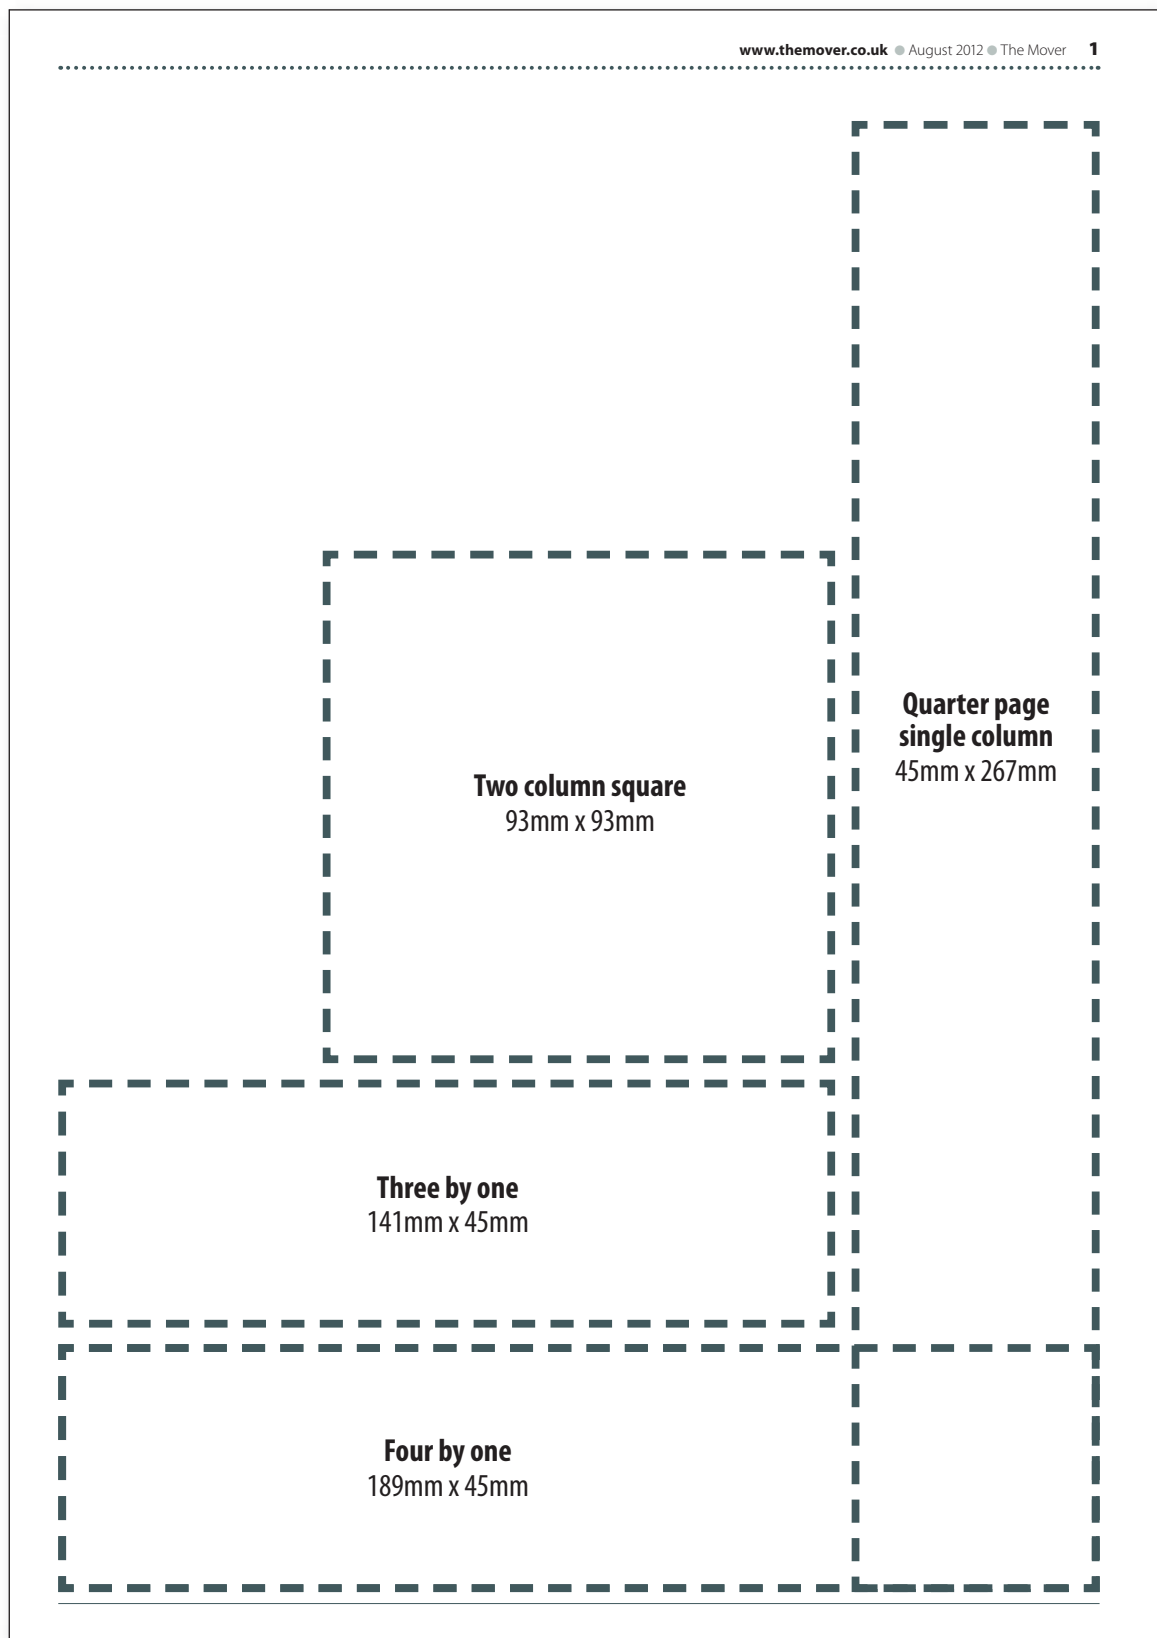 www.themover.co.uk ● August 2012 ● The Mover 1
Quarter page
single column
45mm x 267mm
Two column square
93mm x 93mm
Three by one
141mm x 45mm
Four by one
189mm x 45mm